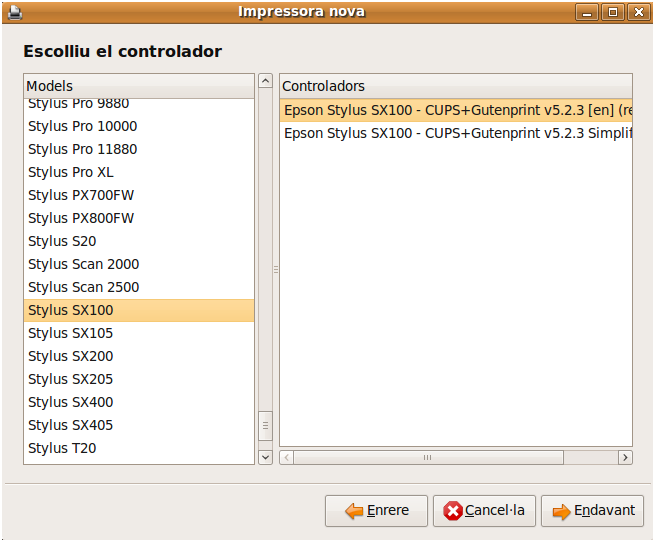 Impressora nova
Escolliu el controlador
Models
Stylus Pro 9880
Stylus Pro 10000
Stylus Pro 11880
Stylus Pro XL
Stylus PX700FW
Stylus PX800FW
Stylus S20
Stylus Scan 2000
Stylus Scan 2500
Stylus SX100
Stylus SX105
Stylus SX200
Stylus SX205
Stylus SX400
Stylus SX405
Stylus T20
Controladors
Epson Stylus SX100 - CUPS+Gutenprint v5.2.3 [en] (re
Epson Stylus SX100 - CUPS+Gutenprint v5.2.3 Simplif
Enrere
Cancel·la
Endavant